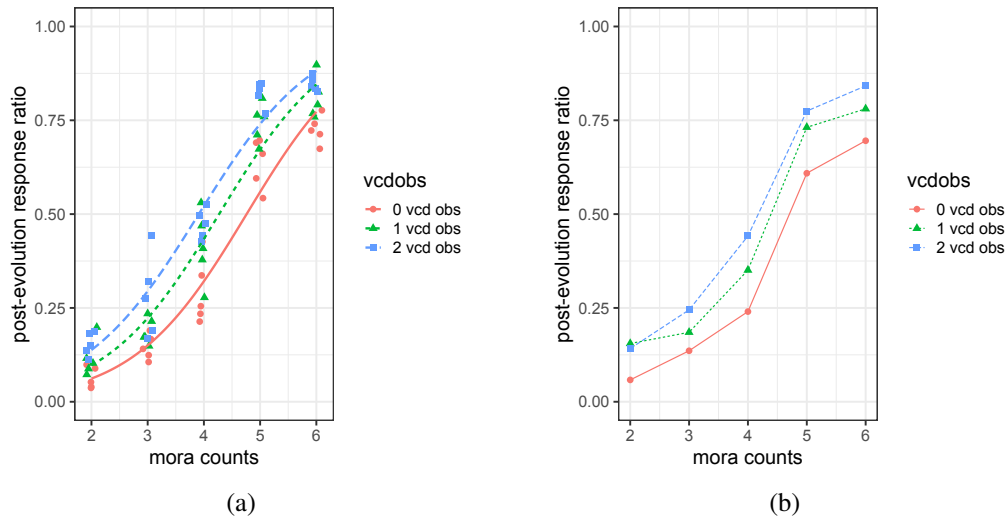 post-evolution response ratio
1.00
0.75
0.50
0.25
0.00
2 3 4 5 6
mora counts
vcdobs
0 vcd obs
1 vcd obs
2 vcd obs
(a)
post-evolution response ratio
1.00
0.75
0.50
0.25
0.00
2 3 4 5 6
mora counts
vcdobs
0 vcd obs
1 vcd obs
2 vcd obs
(b)